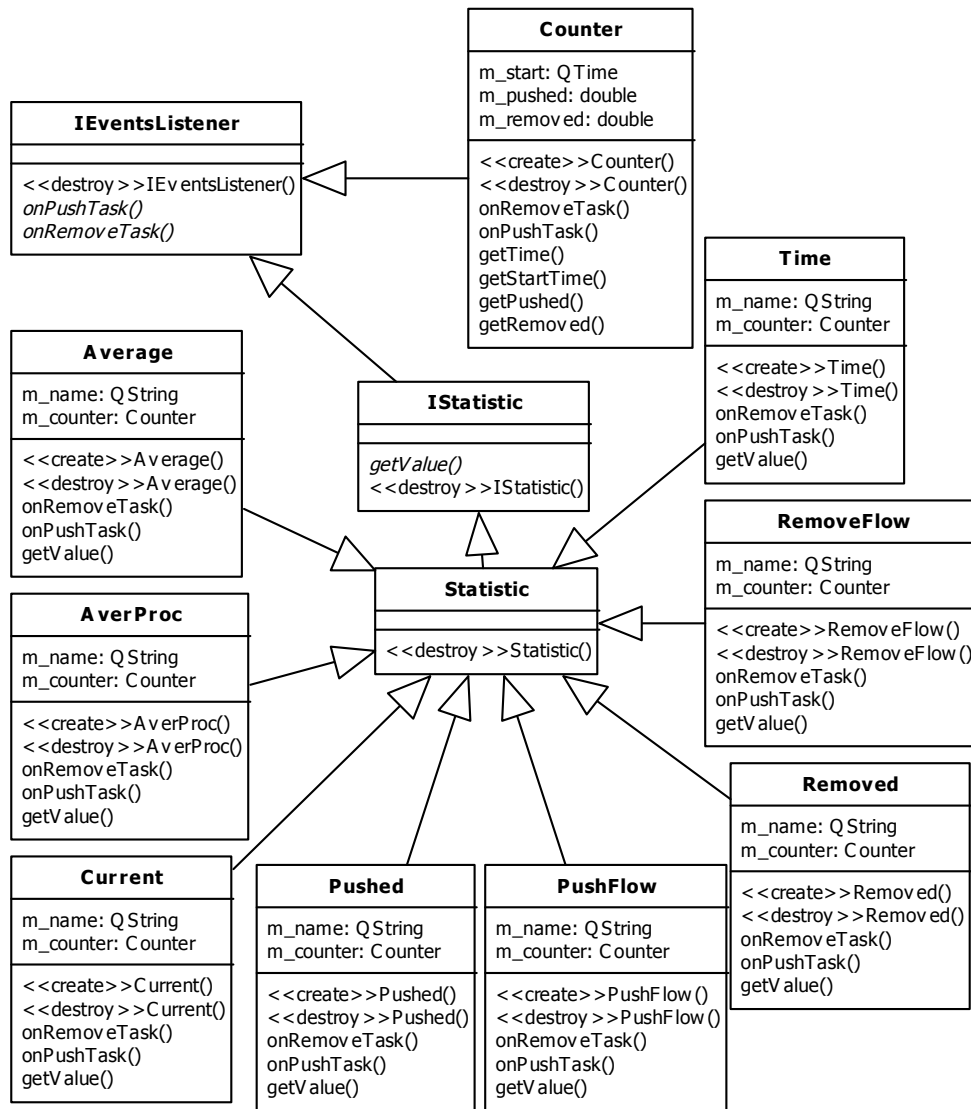 Counter
m_start: QTime
m_pushed: double
m_removed: double
<<create>>Counter()
<<destroy>>Counter()
onRemoveTask()
onPushTask()
getTime()
getStartTime()
getPushed()
getRemoved()
IEventsListener
<<destroy>>IEventsListener()
onPushTask()
onRemoveTask()
Time
m_name: QString
m_counter: Counter
<<create>>Time()
<<destroy>>Time()
onRemoveTask()
onPushTask()
getValue()
Average
m_name: QString
m_counter: Counter
<<create>>Average()
<<destroy>>Average()
onRemoveTask()
onPushTask()
getValue()
IStatistic
getValue()
<<destroy>>IStatistic()
RemoveFlow
m_name: QString
m_counter: Counter
<<create>>RemoveFlow()
<<destroy>>RemoveFlow()
onRemoveTask()
onPushTask()
getValue()
Statistic
<<destroy>>Statistic()
AverProc
m_name: QString
m_counter: Counter
<<create>>AverProc()
<<destroy>>AverProc()
onRemoveTask()
onPushTask()
getValue()
Removed
m_name: QString
m_counter: Counter
<<create>>Removed()
<<destroy>>Removed()
onRemoveTask()
onPushTask()
getValue()
Current
m_name: QString
m_counter: Counter
<<create>>Current()
<<destroy>>Current()
onRemoveTask()
onPushTask()
getValue()
Pushed
m_name: QString
m_counter: Counter
<<create>>Pushed()
<<destroy>>Pushed()
onRemoveTask()
onPushTask()
getValue()
PushFlow
m_name: QString
m_counter: Counter
<<create>>PushFlow()
<<destroy>>PushFlow()
onRemoveTask()
onPushTask()
getValue()